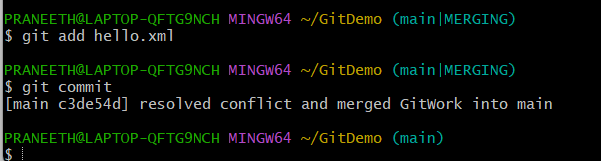 PRANEETH@LAPTOP-QFTG9NCH MINGW64 ~/GitDemo (main|MERGING)
$ git add hello.xml
PRANEETH@LAPTOP-QFTG9NCH MINGW64 ~/GitDemo (main|MERGING)
$ git commit
[main c3de54d] resolved conflict and merged GitWork into main
PRANEETH@LAPTOP-QFTG9NCH MINGW64 ~/GitDemo (main)
$